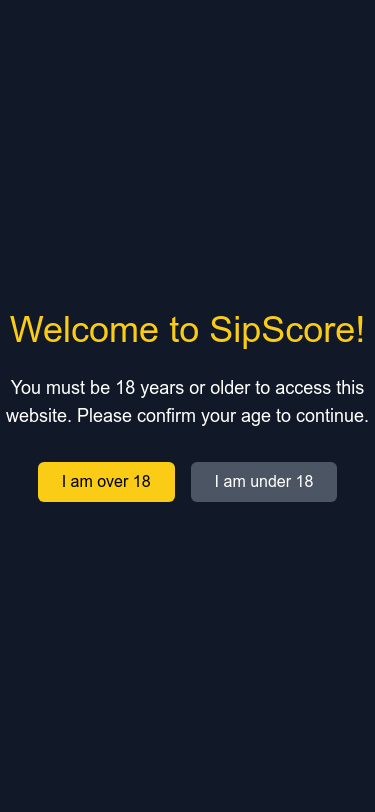 Welcome to SipScore!
You must be 18 years or older to access this
website. Please confirm your age to continue.
I am over 18
I am under 18